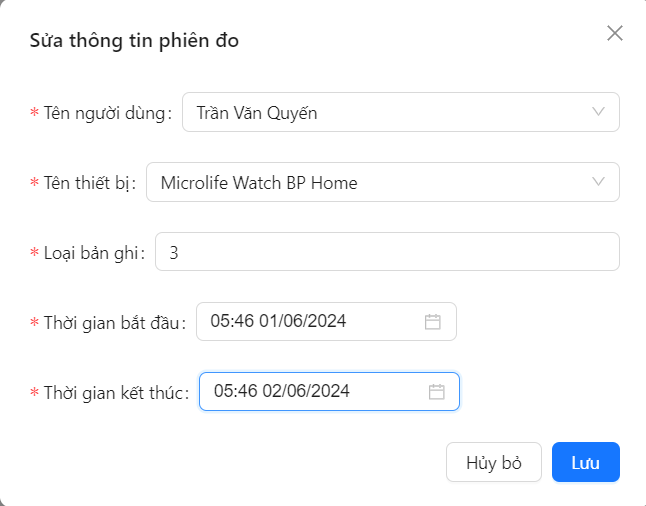 Sửa thông tin phiên đo
* Tên người dùng: Trần Văn Quyến
* Tên thiết bị: Microlife Watch BP Home
* Loại bản ghi: 3
* Thời gian bắt đầu: 05:46 01/06/2024
* Thời gian kết thúc: 05:46 02/06/2024
Hủy bỏ Lưu